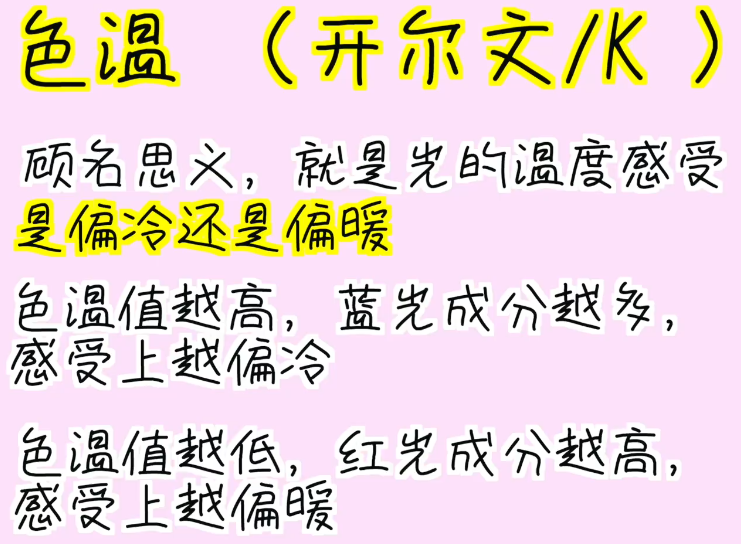 色温 （开尔文/K ）
顾名思义，就是光的温度感受
是偏冷还是偏暖
色温值越高，蓝光成分越多，
感受上越偏冷
色温值越低，红光成分越高，
感受上越偏暖